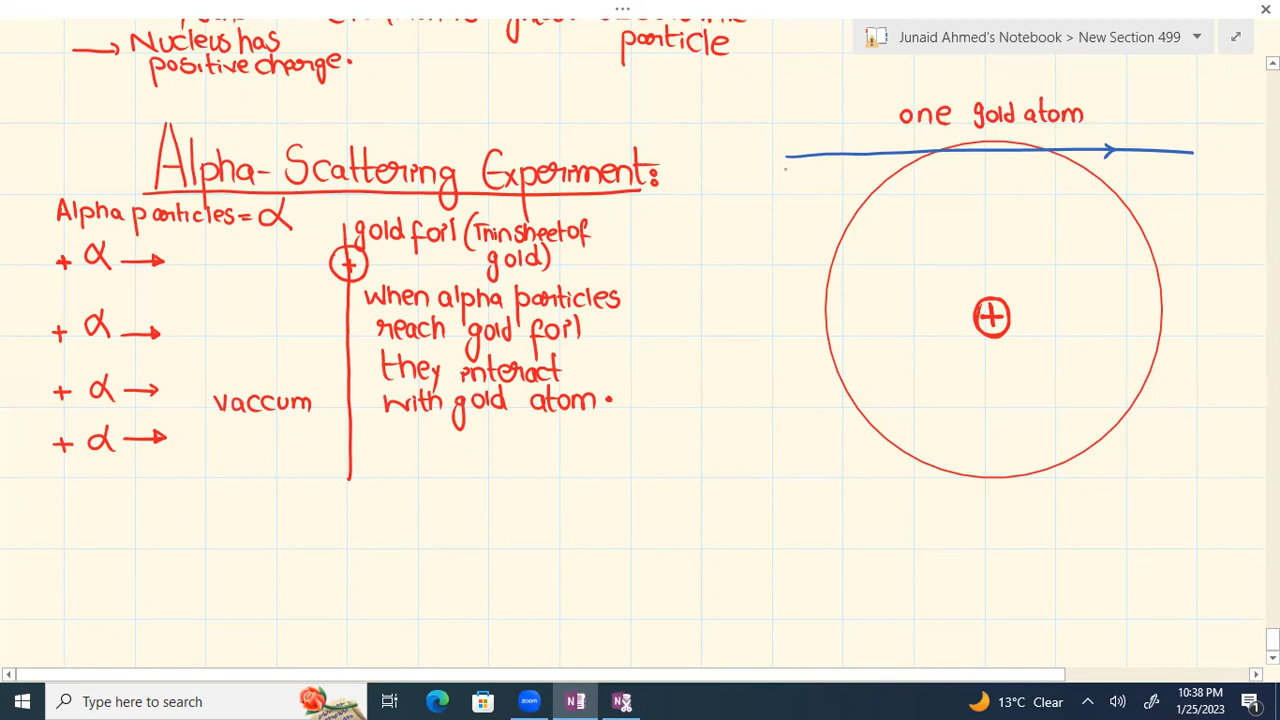 Junaid Ahmed's Notebook > New Section 499
→ Nucleus has
positive charge.
particle
Alpha-Scattering Experiment:
Alpha particles = α
+ α →
+ α →
+ α →
+ α →
vaccum
gold foil (Thin sheet of
gold)
+
when alpha particles
reach gold foil
they interact
with gold atom.
one gold atom
+
Type here to search
zoom
13°C Clear
10:38 PM
1/25/2023
1